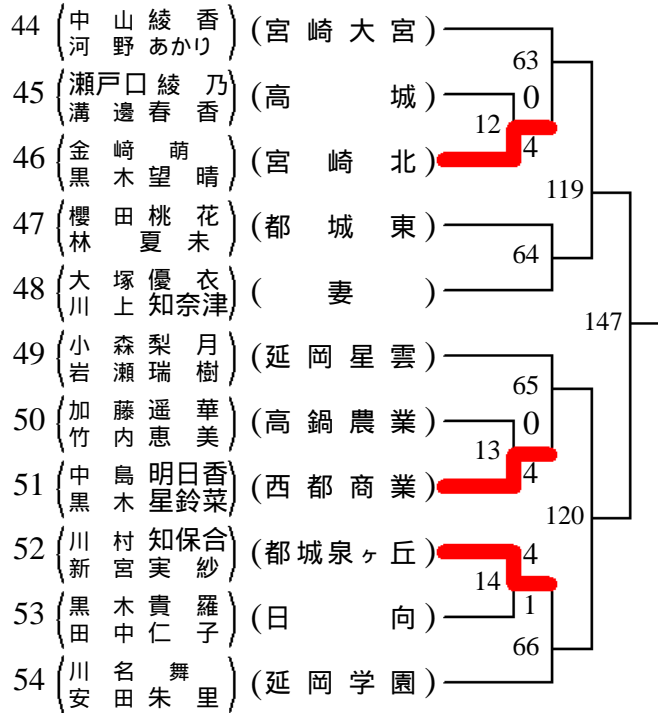 44 中山綾香 (宮崎大宮)
河野あかり
63
45 瀬戸口綾乃 (高城) 0
溝邊春香
12
4
46 金﨑萌 (宮崎北)
黒木望晴
119
47 櫻田桃花 (都城東)
林夏未
64
48 大塚優衣 (妻)
川上知奈津
147
49 小森梨月 (延岡星雲)
岩瀬瑞樹
65
50 加藤遥華 (高鍋農業) 0
竹内恵美
13
4
51 中島明日香 (西都商業)
黒木星鈴菜
120
52 川村知保合 (都城泉ヶ丘) 4
新宮実紗
14
1
53 黒木貴羅 (日向)
田中仁子
66
54 川名舞 (延岡学園)
安田朱里